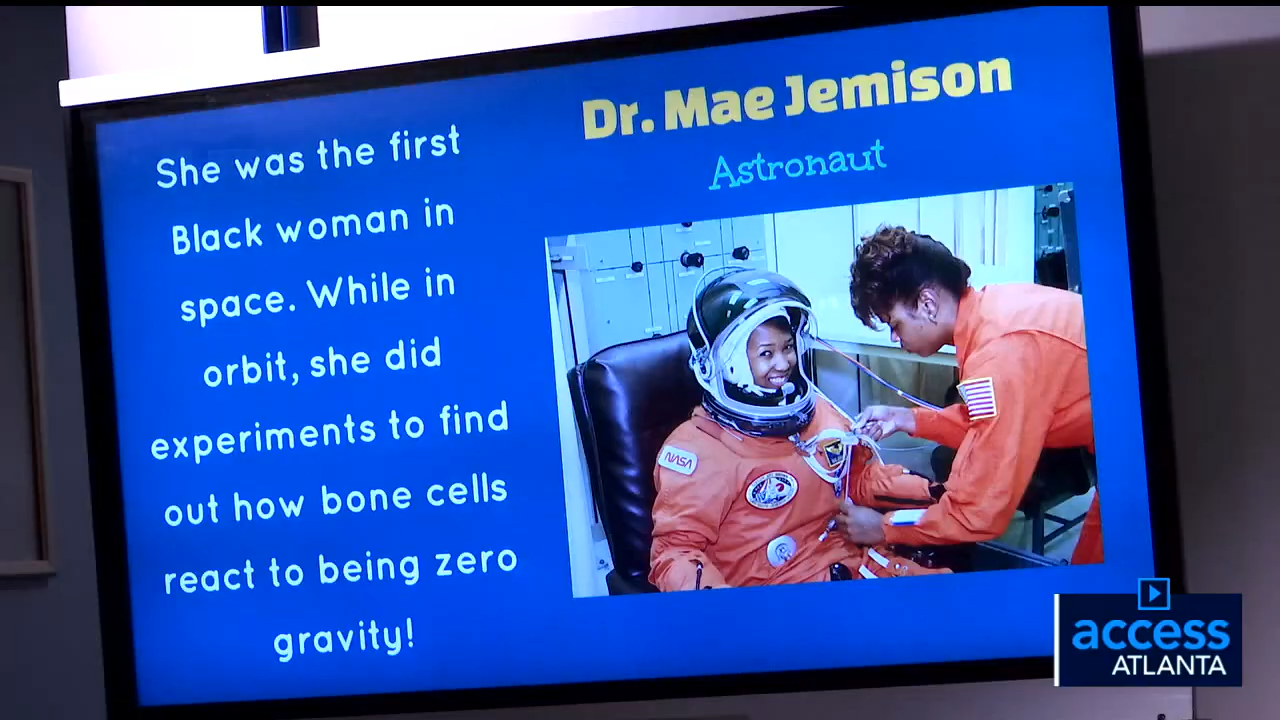 Dr. Mae Jemison
Astronaut
She was the first
Black woman in
space. While in
orbit, she did
experiments to find
out how bone cells
react to being zero
gravity!
NASA
access
ATLANTA